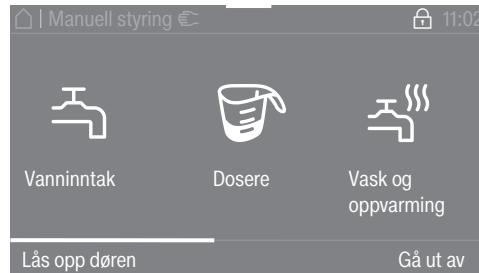 | Manuell styring 11:02
Vanninntak Dosere Vask og
oppvarming
Lås opp døren Gå ut av